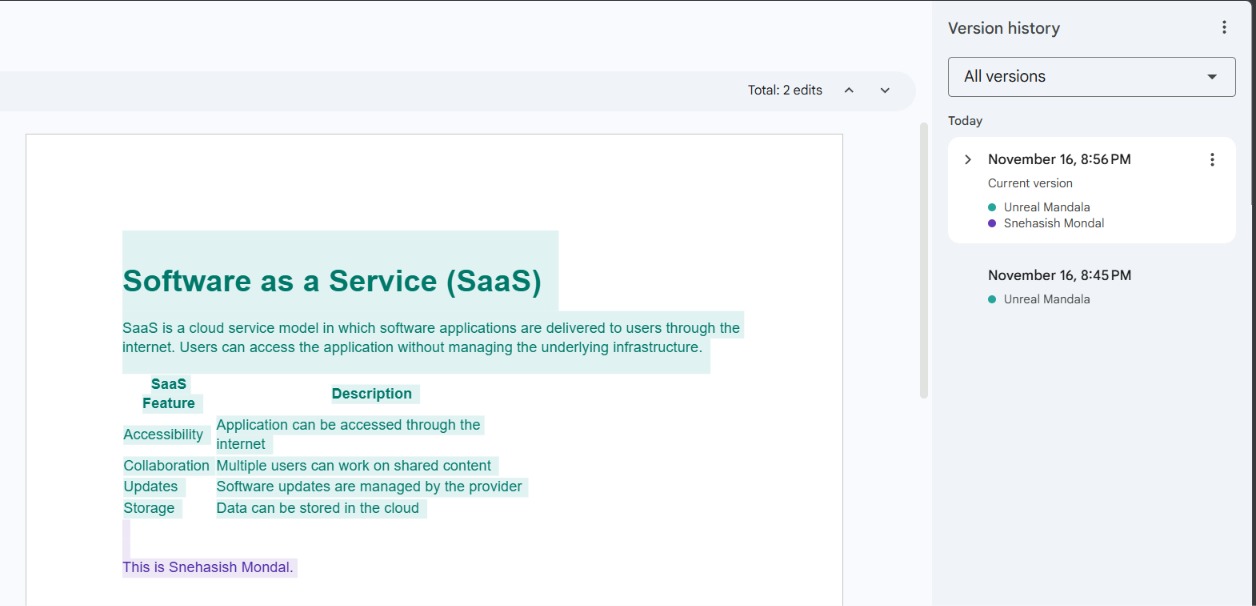 Version history
All versions
Total: 2 edits
Today
November 16, 8:56 PM
Current version
Unreal Mandala
Snehasish Mondal
November 16, 8:45 PM
Unreal Mandala
Software as a Service (SaaS)
SaaS is a cloud service model in which software applications are delivered to users through the
internet. Users can access the application without managing the underlying infrastructure.
SaaS
Feature
Description
Accessibility
Application can be accessed through the
internet
Collaboration Multiple users can work on shared content
Updates Software updates are managed by the provider
Storage Data can be stored in the cloud
This is Snehasish Mondal.